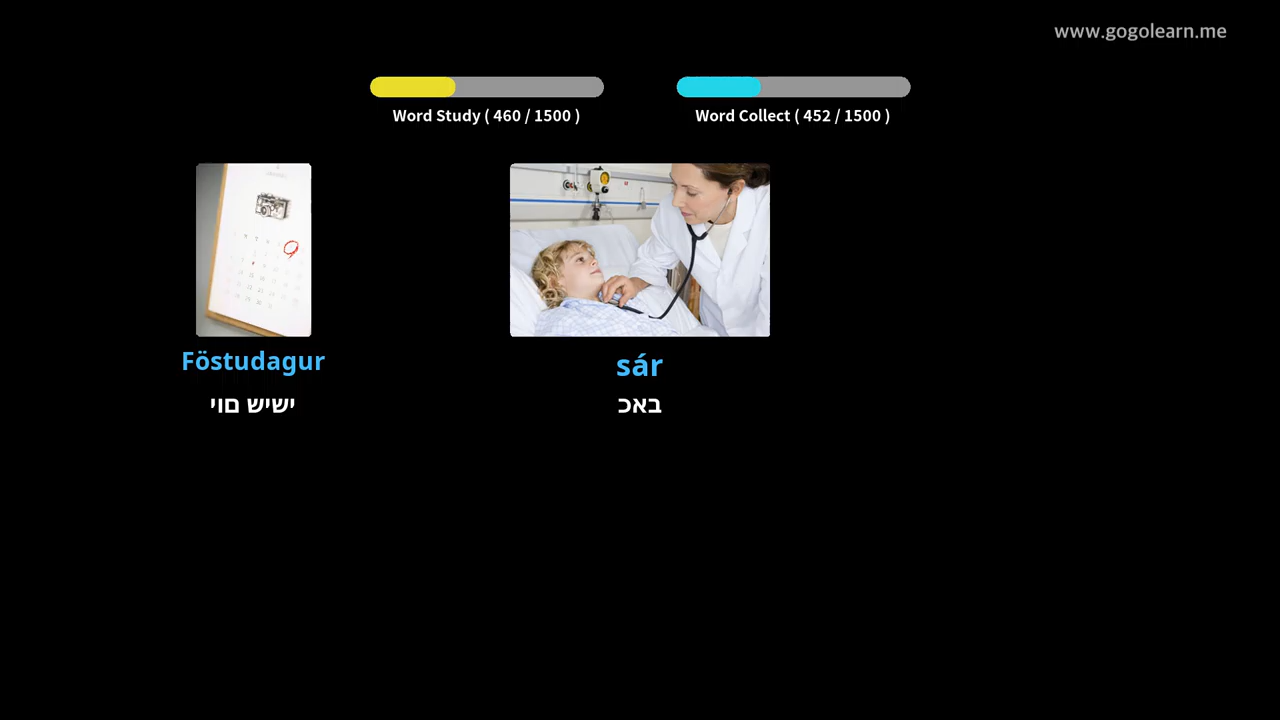 www.gogolearn.me
Word Study ( 460 / 1500 )
Word Collect ( 452 / 1500 )
Föstudagur
יום שישי
sár
כאב